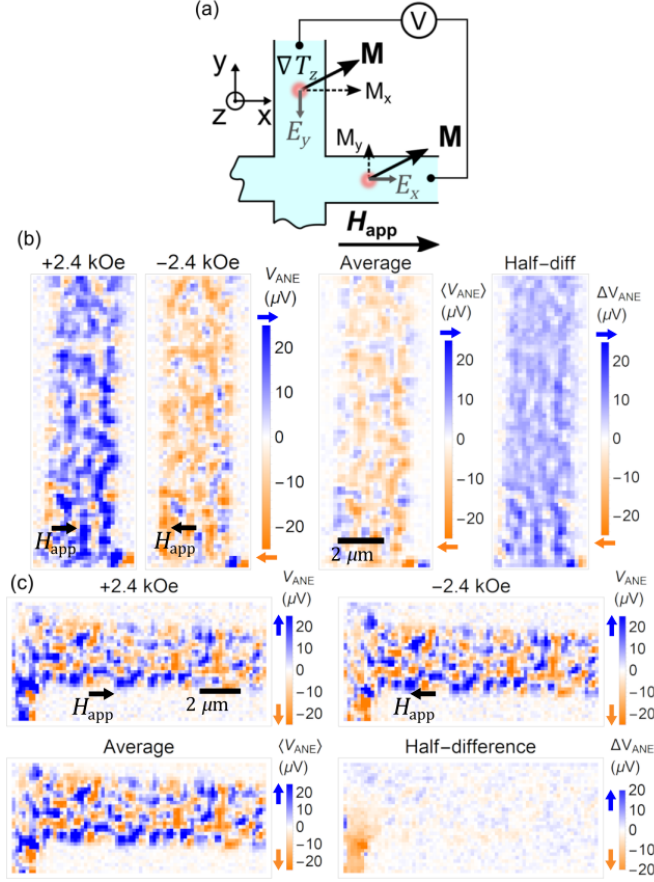 (a)
V
∇T_z
M
y
M_x
z
x
E_y
M_y
M
E_x
H_app
(b)
+2.4 kOe
−2.4 kOe
V_ANE
(μV)
Average
⟨V_ANE⟩
(μV)
Half−diff
ΔV_ANE
(μV)
20
10
0
−10
−20
20
10
0
−10
−20
20
10
0
−10
−20
H_app
H_app
2 μm
(c)
+2.4 kOe
V_ANE
(μV)
20
10
0
−10
−20
H_app
2 μm
−2.4 kOe
V_ANE
(μV)
20
10
0
−10
−20
H_app
Average
⟨V_ANE⟩
(μV)
20
10
0
−10
−20
Half−difference
ΔV_ANE
(μV)
20
10
0
−10
−20